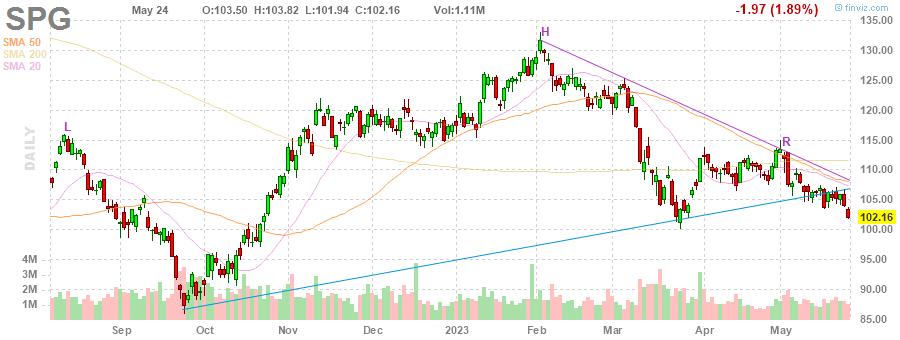 SPG May 24 O:103.50 H:103.82 L:101.94 C:102.16 Vol:1.11M -1.97 (1.89%) © finviz.com
SMA 50
SMA 200
SMA 20
DAILY
L
H
R
135.00
130.00
125.00
120.00
115.00
110.00
105.00
102.16
100.00
95.00
90.00
85.00
4M
3M
2M
1M
Sep Oct Nov Dec 2023 Feb Mar Apr May